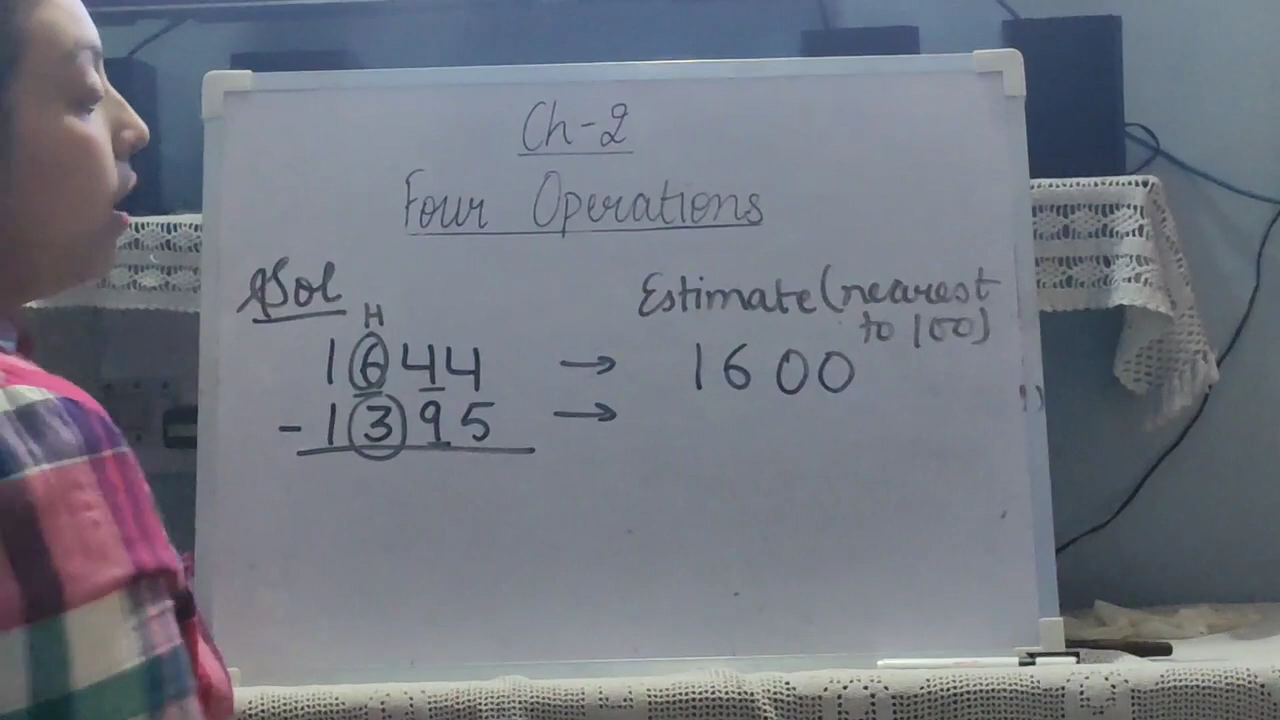 Ch-2
Four Operations
Sol
Estimate (nearest
to 100)
H
1644 → 1600
- 1395 →